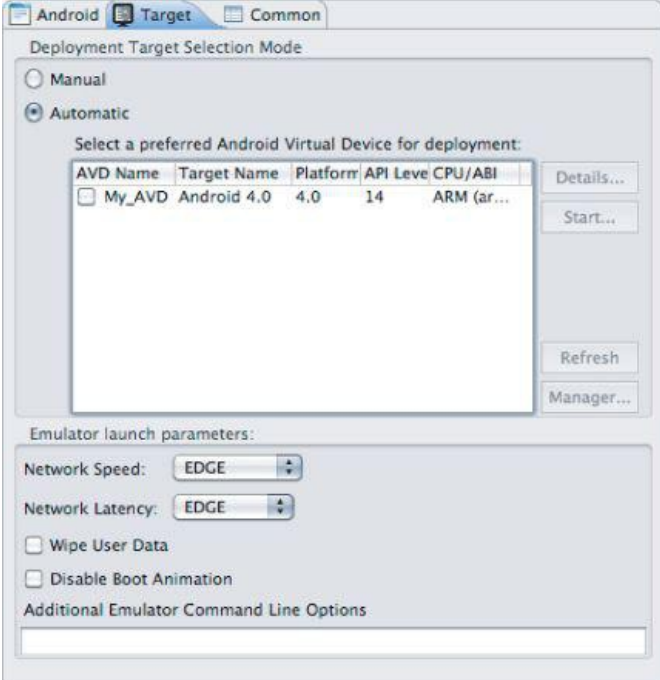 Android Target Common
Deployment Target Selection Mode
Manual
Automatic
Select a preferred Android Virtual Device for deployment:
AVD Name Target Name Platform API Leve CPU/ABI
My_AVD Android 4.0 4.0 14 ARM (ar...
Details...
Start...
Refresh
Manager...
Emulator launch parameters:
Network Speed: EDGE
Network Latency: EDGE
Wipe User Data
Disable Boot Animation
Additional Emulator Command Line Options